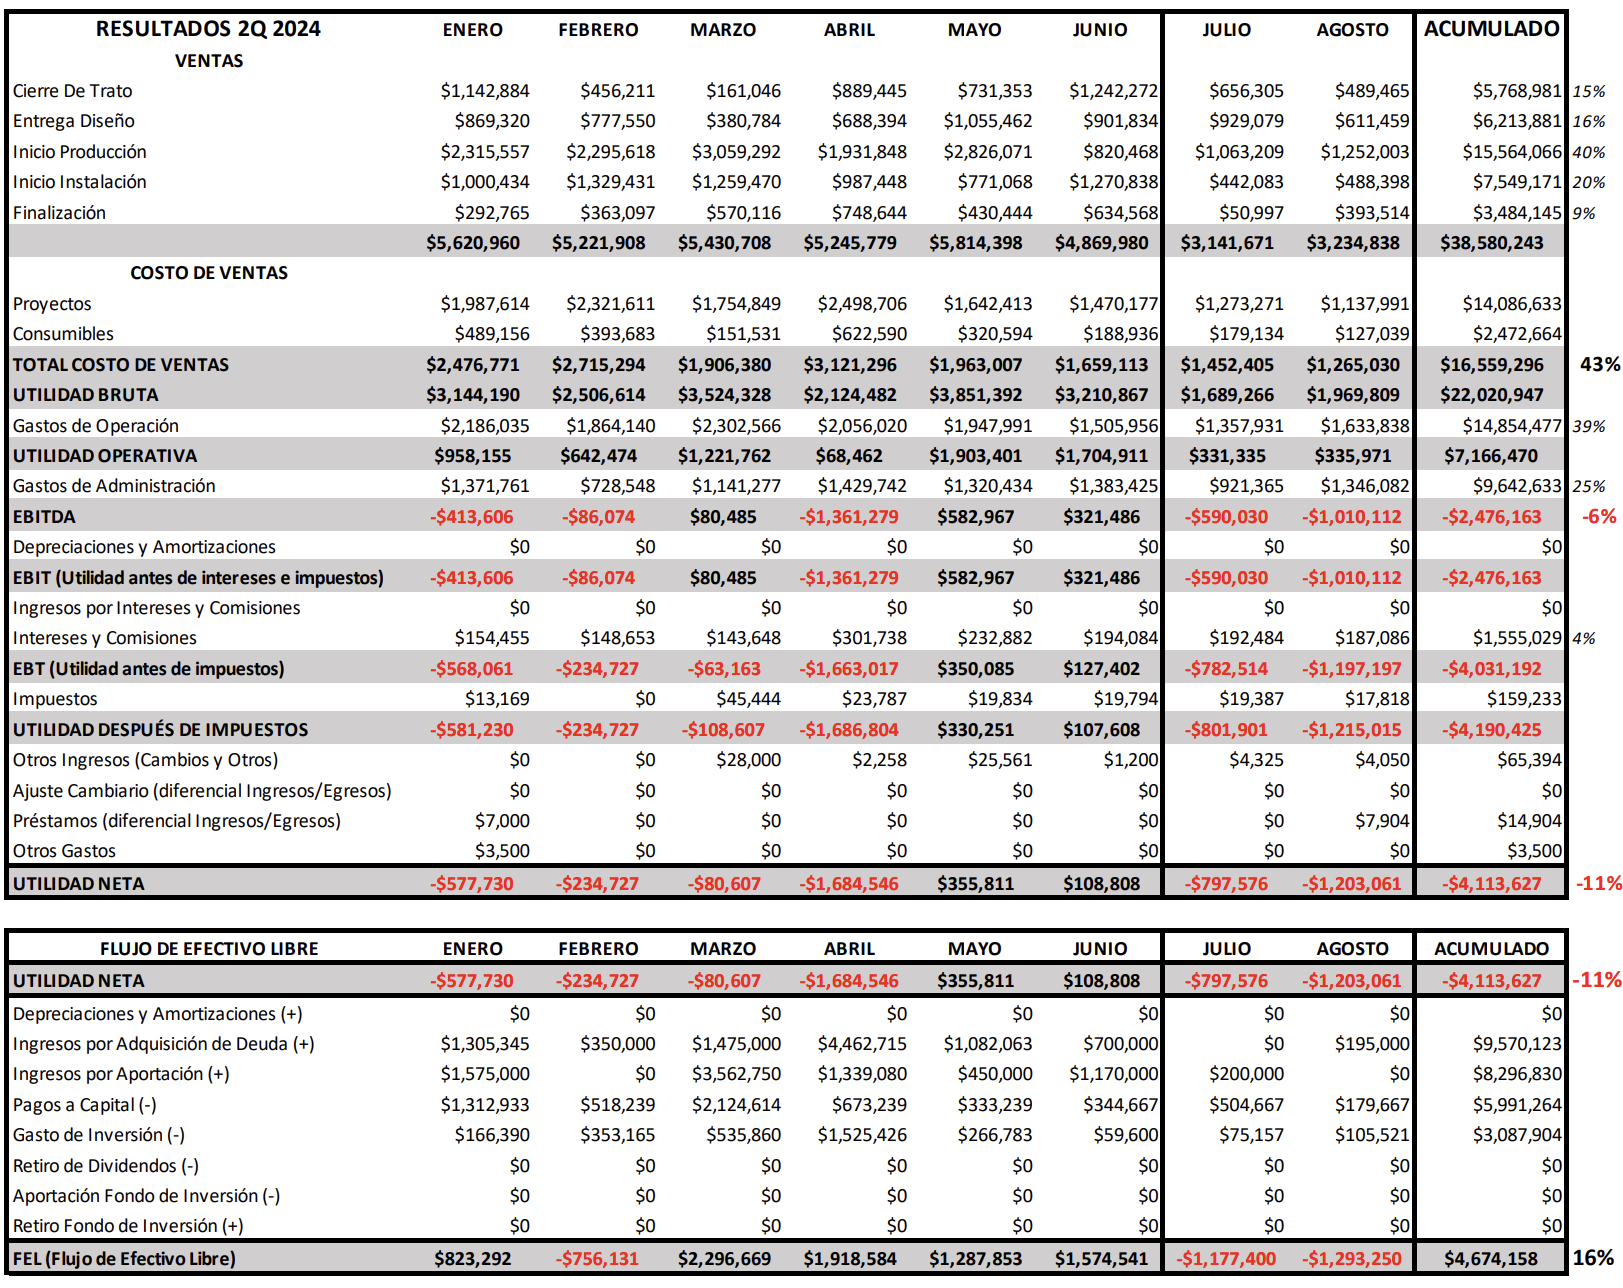 RESULTADOS 2Q 2024 ENERO FEBRERO MARZO ABRIL MAYO JUNIO JULIO AGOSTO ACUMULADO
VENTAS
Cierre De Trato $1,142,884 $456,211 $161,046 $889,445 $731,353 $1,242,272 $656,305 $489,465 $5,768,981 15%
Entrega Diseño $869,320 $777,550 $380,784 $688,394 $1,055,462 $901,834 $929,079 $611,459 $6,213,881 16%
Inicio Producción $2,315,557 $2,295,618 $3,059,292 $1,931,848 $2,826,071 $820,468 $1,063,209 $1,252,003 $15,564,066 40%
Inicio Instalación $1,000,434 $1,329,431 $1,259,470 $987,448 $771,068 $1,270,838 $442,083 $488,398 $7,549,171 20%
Finalización $292,765 $363,097 $570,116 $748,644 $430,444 $634,568 $50,997 $393,514 $3,484,145 9%
$5,620,960 $5,221,908 $5,430,708 $5,245,779 $5,814,398 $4,869,980 $3,141,671 $3,234,838 $38,580,243
COSTO DE VENTAS
Proyectos $1,987,614 $2,321,611 $1,754,849 $2,498,706 $1,642,413 $1,470,177 $1,273,271 $1,137,991 $14,086,633
Consumibles $489,156 $393,683 $151,531 $622,590 $320,594 $188,936 $179,134 $127,039 $2,472,664
TOTAL COSTO DE VENTAS $2,476,771 $2,715,294 $1,906,380 $3,121,296 $1,963,007 $1,659,113 $1,452,405 $1,265,030 $16,559,296 43%
UTILIDAD BRUTA $3,144,190 $2,506,614 $3,524,328 $2,124,482 $3,851,392 $3,210,867 $1,689,266 $1,969,809 $22,020,947
Gastos de Operación $2,186,035 $1,864,140 $2,302,566 $2,056,020 $1,947,991 $1,505,956 $1,357,931 $1,633,838 $14,854,477 39%
UTILIDAD OPERATIVA $958,155 $642,474 $1,221,762 $68,462 $1,903,401 $1,704,911 $331,335 $335,971 $7,166,470
Gastos de Administración $1,371,761 $728,548 $1,141,277 $1,429,742 $1,320,434 $1,383,425 $921,365 $1,346,082 $9,642,633 25%
EBITDA -$413,606 -$86,074 $80,485 -$1,361,279 $582,967 $321,486 -$590,030 -$1,010,112 -$2,476,163 -6%
Depreciaciones y Amortizaciones $0 $0 $0 $0 $0 $0 $0 $0 $0
EBIT (Utilidad antes de intereses e impuestos) -$413,606 -$86,074 $80,485 -$1,361,279 $582,967 $321,486 -$590,030 -$1,010,112 -$2,476,163
Ingresos por Intereses y Comisiones $0 $0 $0 $0 $0 $0 $0 $0 $0
Intereses y Comisiones $154,455 $148,653 $143,648 $301,738 $232,882 $194,084 $192,484 $187,086 $1,555,029 4%
EBT (Utilidad antes de impuestos) -$568,061 -$234,727 -$63,163 -$1,663,017 $350,085 $127,402 -$782,514 -$1,197,197 -$4,031,192
Impuestos $13,169 $0 $45,444 $23,787 $19,834 $19,794 $19,387 $17,818 $159,233
UTILIDAD DESPUÉS DE IMPUESTOS -$581,230 -$234,727 -$108,607 -$1,686,804 $330,251 $107,608 -$801,901 -$1,215,015 -$4,190,425
Otros Ingresos (Cambios y Otros) $0 $0 $28,000 $2,258 $25,561 $1,200 $4,325 $4,050 $65,394
Ajuste Cambiario (diferencial Ingresos/Egresos) $0 $0 $0 $0 $0 $0 $0 $0 $0
Préstamos (diferencial Ingresos/Egresos) $7,000 $0 $0 $0 $0 $0 $0 $7,904 $14,904
Otros Gastos $3,500 $0 $0 $0 $0 $0 $0 $0 $3,500
UTILIDAD NETA -$577,730 -$234,727 -$80,607 -$1,684,546 $355,811 $108,808 -$797,576 -$1,203,061 -$4,113,627 -11%
FLUJO DE EFECTIVO LIBRE ENERO FEBRERO MARZO ABRIL MAYO JUNIO JULIO AGOSTO ACUMULADO
UTILIDAD NETA -$577,730 -$234,727 -$80,607 -$1,684,546 $355,811 $108,808 -$797,576 -$1,203,061 -$4,113,627 -11%
Depreciaciones y Amortizaciones (+) $0 $0 $0 $0 $0 $0 $0 $0 $0
Ingresos por Adquisición de Deuda (+) $1,305,345 $350,000 $1,475,000 $4,462,715 $1,082,063 $700,000 $0 $195,000 $9,570,123
Ingresos por Aportación (+) $1,575,000 $0 $3,562,750 $1,339,080 $450,000 $1,170,000 $200,000 $0 $8,296,830
Pagos a Capital (-) $1,312,933 $518,239 $2,124,614 $673,239 $333,239 $344,667 $504,667 $179,667 $5,991,264
Gasto de Inversión (-) $166,390 $353,165 $535,860 $1,525,426 $266,783 $59,600 $75,157 $105,521 $3,087,904
Retiro de Dividendos (-) $0 $0 $0 $0 $0 $0 $0 $0 $0
Aportación Fondo de Inversión (-) $0 $0 $0 $0 $0 $0 $0 $0 $0
Retiro Fondo de Inversión (+) $0 $0 $0 $0 $0 $0 $0 $0 $0
FEL (Flujo de Efectivo Libre) $823,292 -$756,131 $2,296,669 $1,918,584 $1,287,853 $1,574,541 -$1,177,400 -$1,293,250 $4,674,158 16%